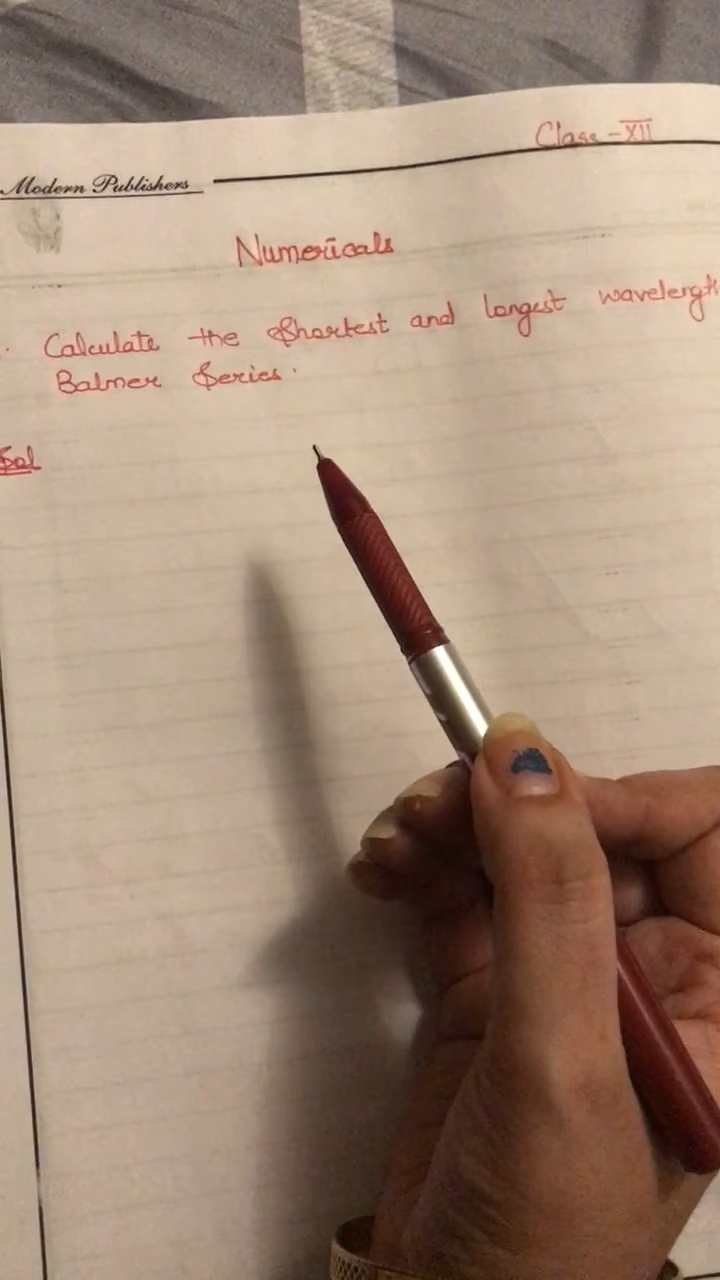 Class - XII
Modern Publishers
Numericals
Calculate the Shortest and longest wavelength
Balmer Series.
Sol